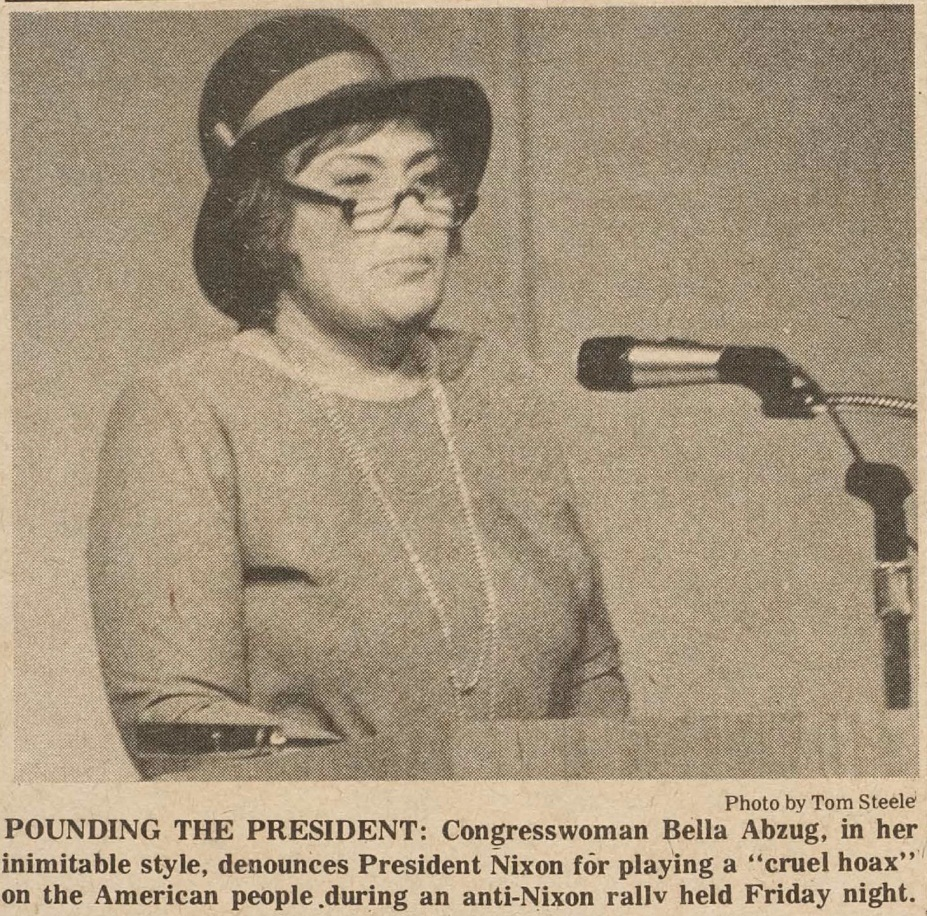 Photo by Tom Steele
POUNDING THE PRESIDENT: Congresswoman Bella Abzug, in her
inimitable style, denounces President Nixon for playing a “cruel hoax”
on the American people during an anti-Nixon rally held Friday night.